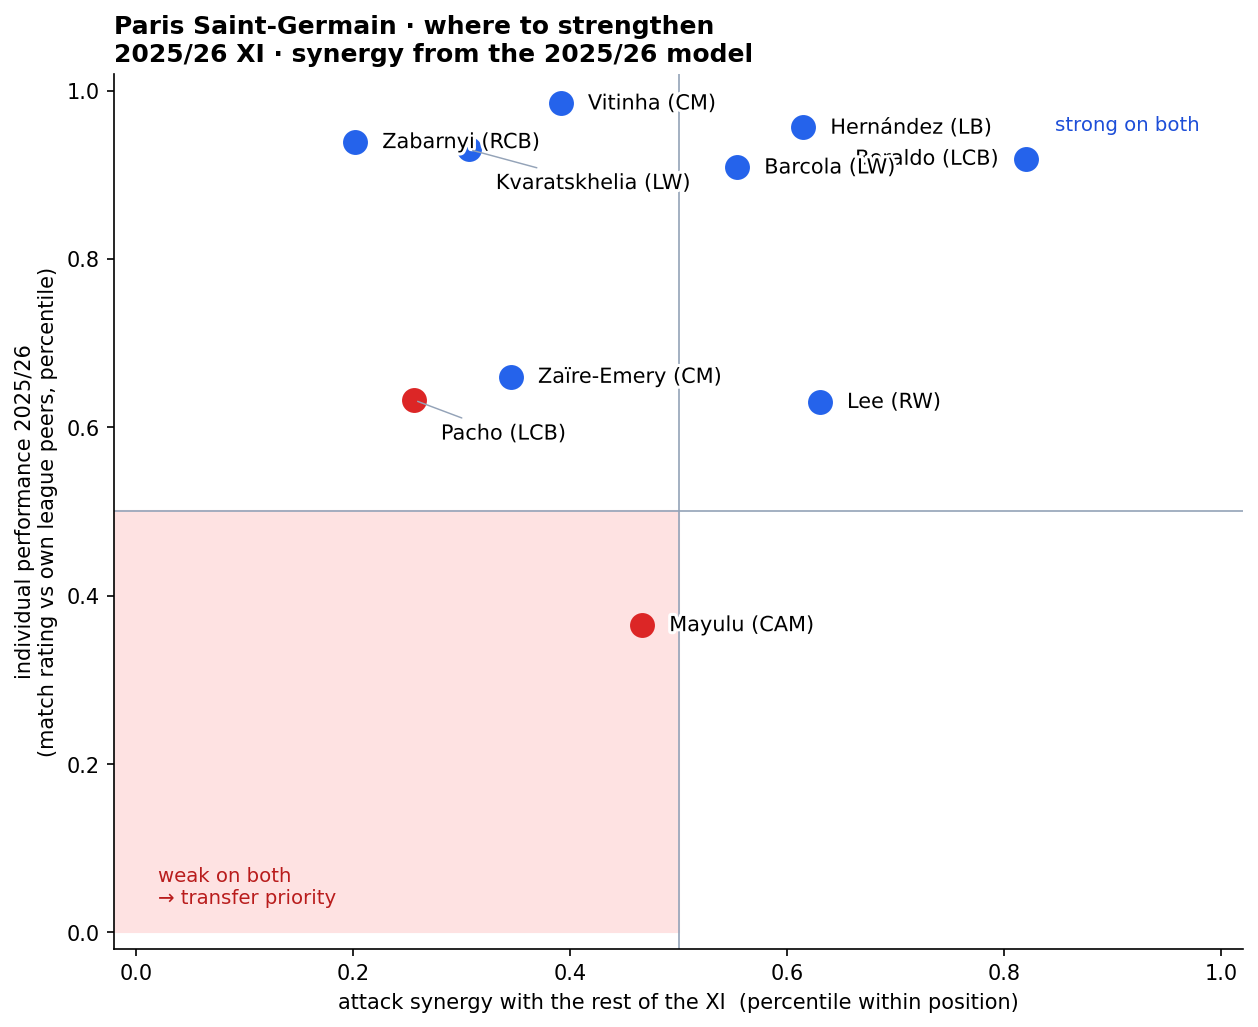 Paris Saint-Germain · where to strengthen
2025/26 XI · synergy from the 2025/26 model
1.0
Vitinha (CM)
Hernández (LB)
strong on both
Zabarnyi (RCB)
Kvaratskhelia (LW)
Barcola (LW)
(LCB)
0.8
Zaïre-Emery (CM)
Lee (RW)
Pacho (LCB)
0.6
0.4
Mayulu (CAM)
0.2
weak on both
→ transfer priority
0.0
individual performance 2025/26
(match rating vs own league peers, percentile)
0.0 0.2 0.4 0.6 0.8 1.0
attack synergy with the rest of the XI (percentile within position)